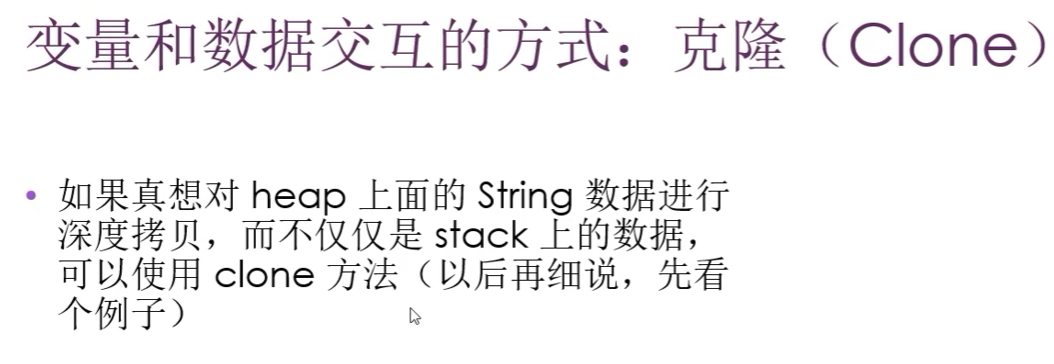 变量和数据交互的方式：克隆（Clone）
• 如果真想对 heap 上面的 String 数据进行
深度拷贝，而不仅仅是 stack 上的数据，
可以使用 clone 方法（以后再细说，先看
个例子）